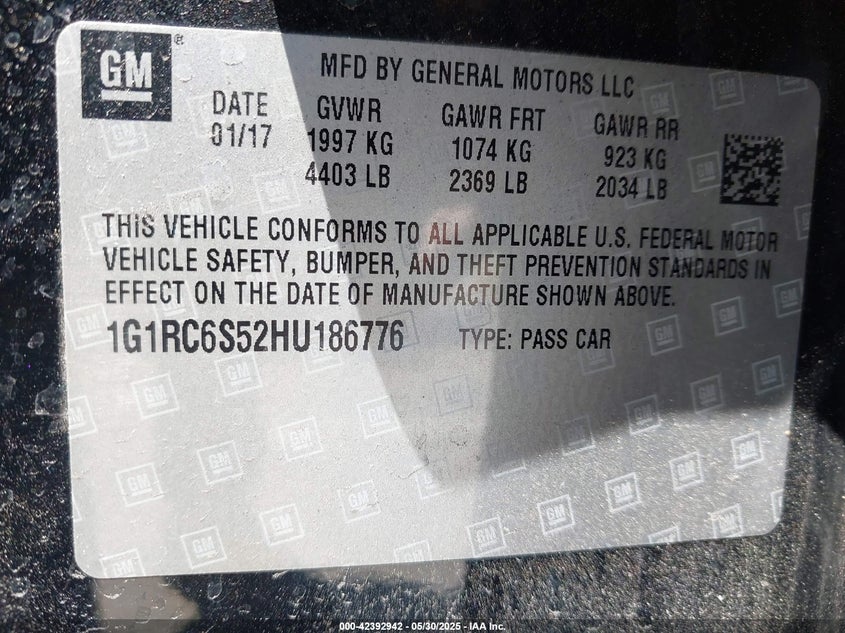 GM
MFD BY GENERAL MOTORS LLC
DATE GVWR GAWR FRT GAWR RR
01/17 1997 KG 1074 KG 923 KG
4403 LB 2369 LB 2034 LB
THIS VEHICLE CONFORMS TO ALL APPLICABLE U.S. FEDERAL MOTOR
VEHICLE SAFETY, BUMPER, AND THEFT PREVENTION STANDARDS IN
EFFECT ON THE DATE OF MANUFACTURE SHOWN ABOVE.
1G1RC6S52HU186776 TYPE: PASS CAR
000-42392942 - 05/30/2025 - IAA Inc.